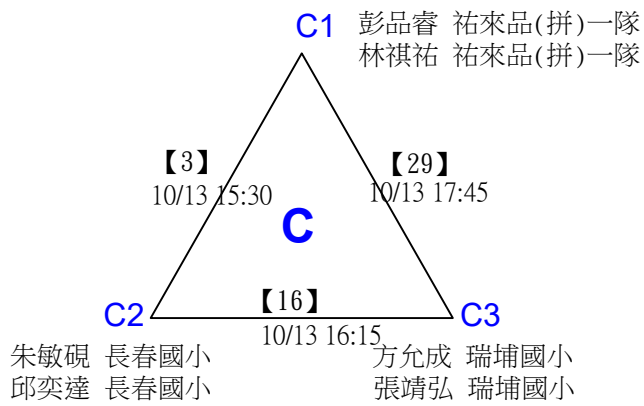 C1 彭品睿 祐來品(拼)一隊
林祺祐 祐來品(拼)一隊
【3】
10/13 15:30
【29】
10/13 17:45
C
【16】
10/13 16:15
C2
C3
朱敏硯 長春國小
邱奕達 長春國小
方允成 瑞埔國小
張靖弘 瑞埔國小